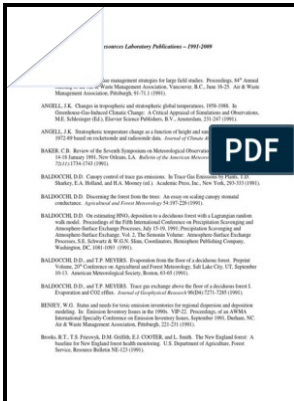 esources Laboratory Publications – 1991-2009
management strategies for large field studies. Proceedings, 84th Annual
Waste Management Association, Vancouver, B.C., June 16-25. Air & Waste
Management Association, Pittsburgh, 91-71.1 (1991).
ANGELL, J.K. Changes in tropospheric and stratospheric global temperatures, 1958-1988. In
Greenhouse-Gas-Induced Climate Change: A Critical Appraisal of Simulations and Observations,
M.E. Schlesinger (Ed.), Elsevier Science Publishers, B.V., Amsterdam, 231-247 (1991).
ANGELL, J.K. Stratospheric temperature change as a function of height and
1972-89 based on rocketsonde and radiosonde
BAKER, C.B. Review of the Seventh Symposium on Meteorological
14-18 January 1991, New Orleans, LA. Bulletin of the American
72(11):1734-1743 (1991).
PDF
BALDOCCHI, D.D. Canopy control of trace gas emissions. In Trace Gas Emissions by Plants, T.D.
Sharkey, E.A. Holland, and H.A. Mooney (ed.). Academic Press, Inc., New York, 293-333 (1991).
BALDOCCHI, D.D. Discerning the forest from the trees: An essay on scaling canopy stomatal
conductance. Agricultural and Forest Meteorology 54:197-226 (1991).
BALDOCCHI, D.D. On estimating HNO3 deposition to a deciduous forest with a Lagrangian random
walk model. Proceedings of the Fifth International Conference on Precipitation Scavenging and
Atmosphere-Surface Exchange Processes, July 15-19, 1991; Precipitation Scavenging and
Atmosphere-Surface Exchange, Vol. 2, The Semonin Volume: Atmosphere-Surface Exchange
Processes, S.E. Schwartz & W.G.N. Slinn, Coordinators, Hemisphere Publishing Company,
Washington, DC, 1081-1093 (1991).
BALDOCCHI, D.D., and T.P. MEYERS. Evaporation from the floor of a deciduous forest. Preprint
Volume, 20th Conference on Agricultural and Forest Meteorology, Salt Lake City, UT, September
10-13. American Meteorological Society, Boston, 63-65 (1991).
BALDOCCHI, D.D., and T.P. MEYERS. Trace gas exchange above the floor of a deciduous forest 1.
Evaporation and CO2 efflux. Journal of Geophysical Research 96(D4):7271-7285 (1991).
BENJEY, W.G. Status and needs for toxic emission inventories for regional dispersion and deposition
modeling. In: Emission Inventory Issues in the 1990s. VIP-22. Proceedings of an AWMA
International Specialty Conference on Emission Inventory Issues, September 1991, Durham, NC.
Air & Waste Management Association, Pittsburgh, 221-231 (1991).
Brooks, R.T., T.S. Frieswyk, D.M. Griffith, E.J. COOTER, and L. Smith. The New England forest: A
baseline for New England forest health monitoring. U.S. Department of Agriculture, Forest
Service, Resource Bulletin NE-123 (1991).